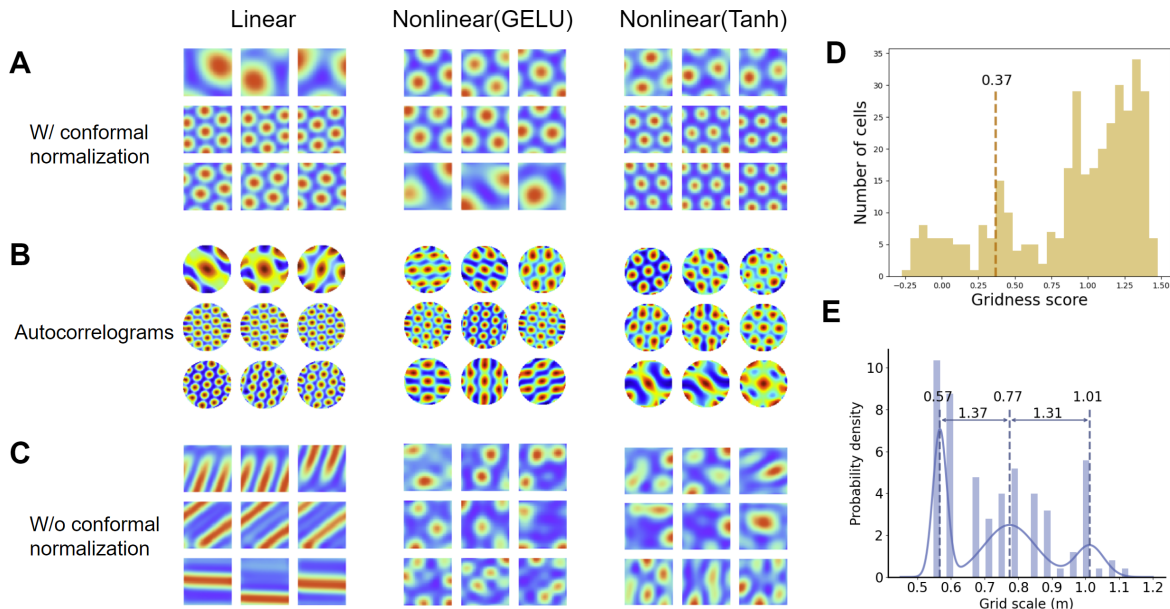 Linear
Nonlinear(GELU)
Nonlinear(Tanh)
A
W/ conformal
normalization
B
Autocorrelograms
C
W/o conformal
normalization
D
35
30
25
20
15
10
5
0
Number of cells
0.37
−0.25
0.00
0.25
0.50
0.75
1.00
1.25
1.50
Gridness score
E
10
8
6
4
2
0
Probability density
0.57
0.77
1.01
1.37
1.31
0.5
0.6
0.7
0.8
0.9
1.0
1.1
1.2
Grid scale (m)